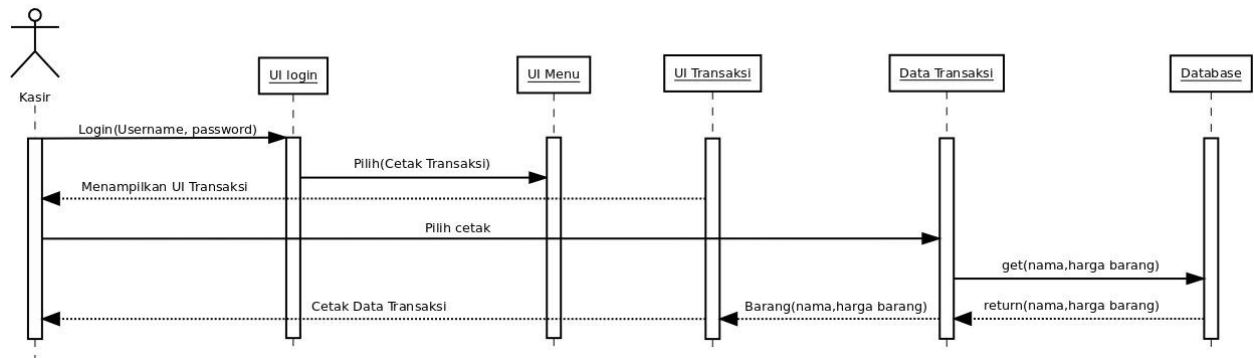 Kasir
UI login
UI Menu
UI Transaksi
Data Transaksi
Database
Login(Username, password)
Pilih(Cetak Transaksi)
Menampilkan UI Transaksi
Pilih cetak
get(nama,harga barang)
Cetak Data Transaksi
Barang(nama,harga barang)
return(nama,harga barang)